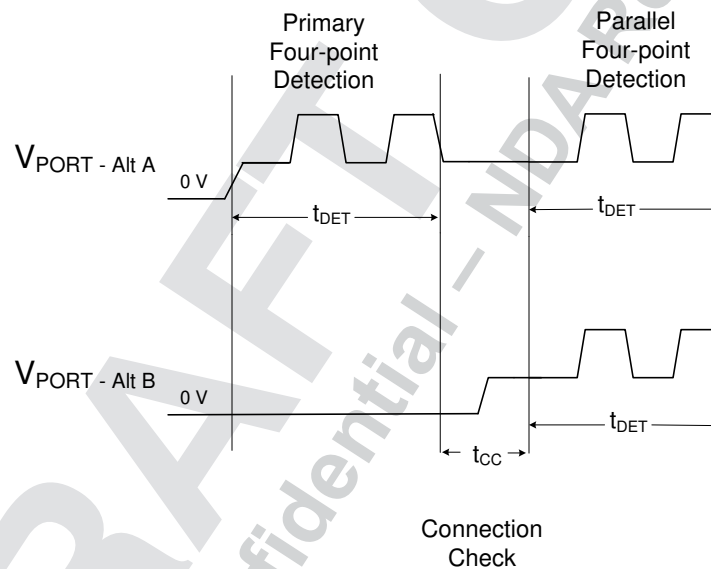 Primary
Four-point
Detection
Parallel
Four-point
Detection
VPORT - Alt A
0 V
tDET
tDET
VPORT - Alt B
0 V
tDET
tCC
Connection
Check